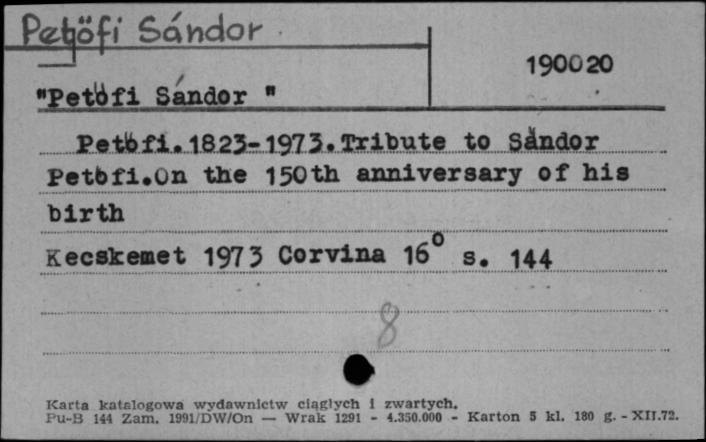 Petőfi Sándor
190020
"Petőfi Sándor "
Petőfi.1823-1973.Tribute to Sándor
Petőfi.On the 150th anniversary of his
birth
Kecskemet 1973 Corvina 16° s. 144
8
Karta katalogowa wydawnictw ciągłych i zwartych.
Pu-B 144 Zam. 1991/DW/On — Wrak 1291 - 4.350.000 - Karton 5 kl. 180 g. - XII.72.